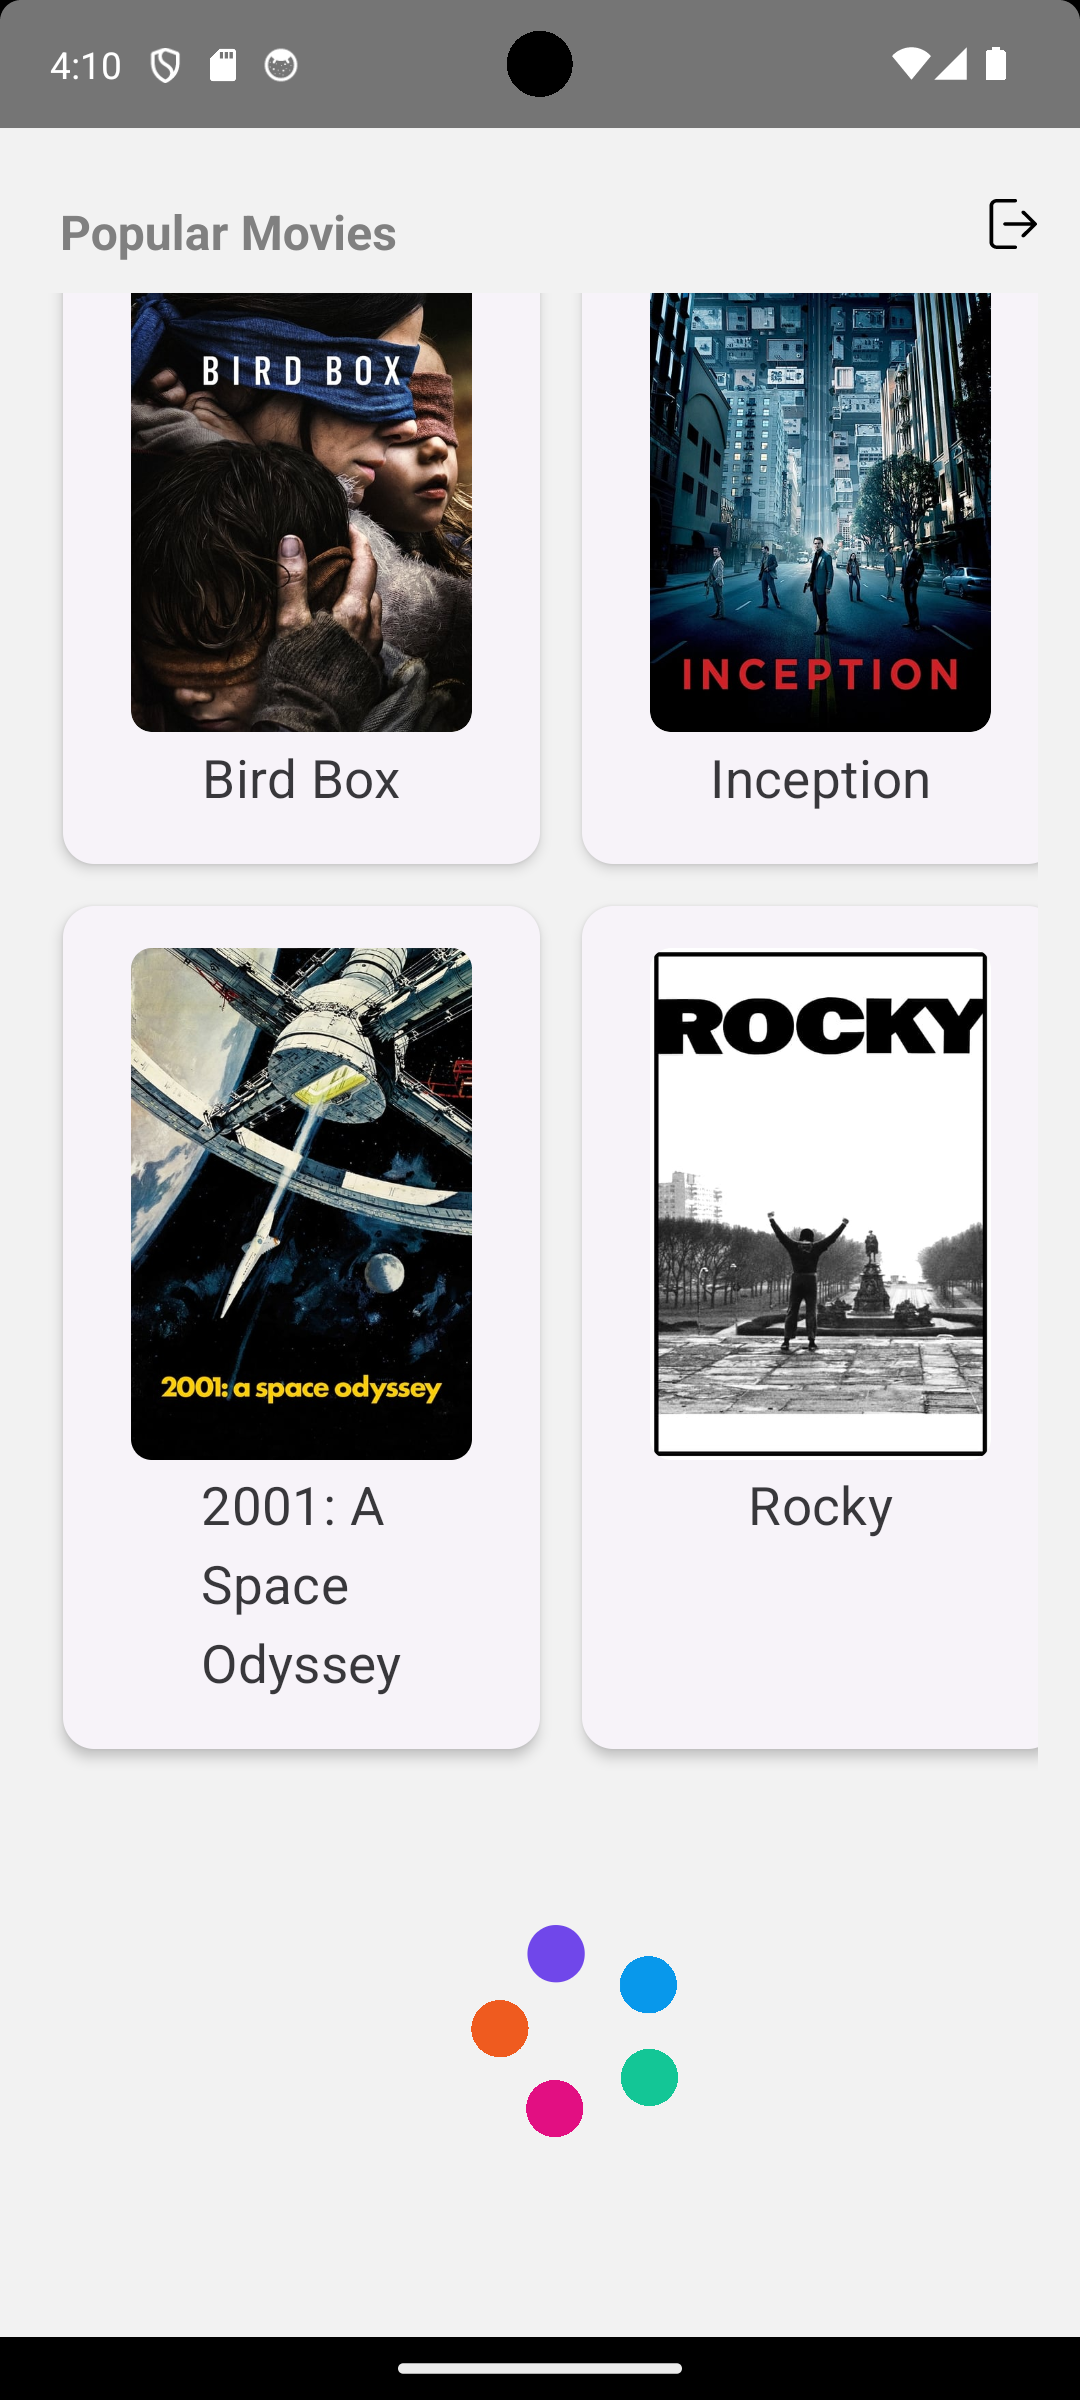 4:10
Popular Movies
BIRD BOX
INCEPTION
Bird Box
Inception
ROCKY
2001: a space odyssey
2001: A
Space
Odyssey
Rocky